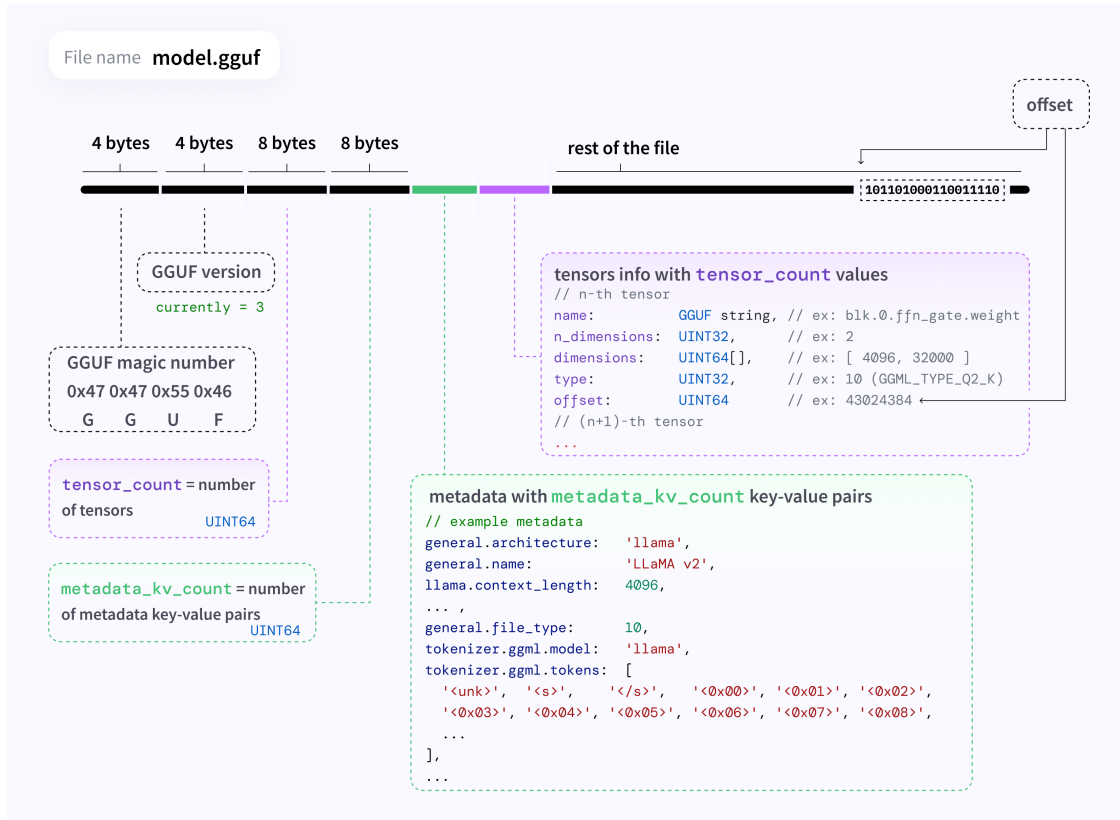 File name model.gguf
offset
4 bytes 4 bytes 8 bytes 8 bytes
rest of the file
101101000110011110
GGUF version
currently = 3
GGUF magic number
0x47 0x47 0x55 0x46
G G U F
tensor_count = number
of tensors
UINT64
metadata_kv_count = number
of metadata key-value pairs
UINT64
tensors info with tensor_count values
// n-th tensor
name: GGUF string, // ex: blk.0.ffn_gate.weight
n_dimensions: UINT32, // ex: 2
dimensions: UINT64[], // ex: [ 4096, 32000 ]
type: UINT32, // ex: 10 (GGML_TYPE_Q2_K)
offset: UINT64 // ex: 43024384
// (n+1)-th tensor
...
metadata with metadata_kv_count key-value pairs
// example metadata
general.architecture: 'llama',
general.name: 'LLaMA v2',
llama.context_length: 4096,
... ,
general.file_type: 10,
tokenizer.ggml.model: 'llama',
tokenizer.ggml.tokens: [
'<unk>', '<s>', '</s>', '<0x00>', '<0x01>', '<0x02>',
'<0x03>', '<0x04>', '<0x05>', '<0x06>', '<0x07>', '<0x08>',
...
],
...